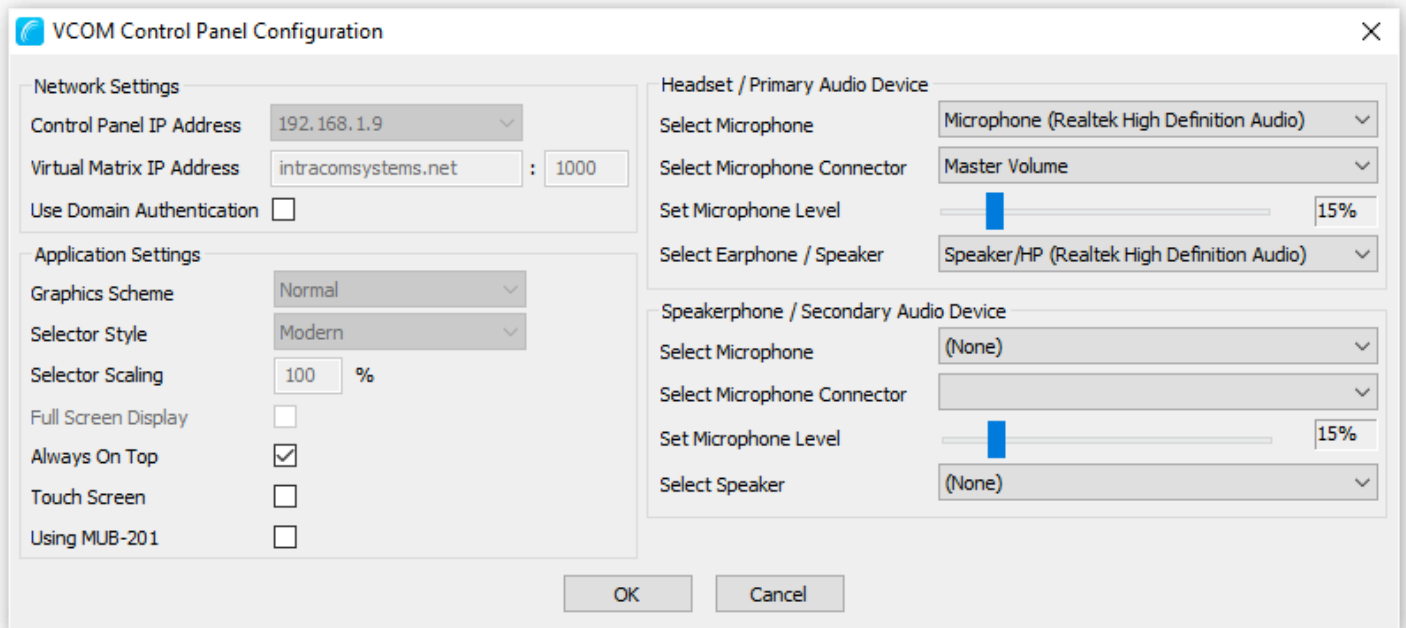 VCOM Control Panel Configuration
Network Settings
Control Panel IP Address 192.168.1.9
Virtual Matrix IP Address intracomsystems.net : 1000
Use Domain Authentication
Application Settings
Graphics Scheme Normal
Selector Style Modern
Selector Scaling 100 %
Full Screen Display
Always On Top
Touch Screen
Using MUB-201
Headset / Primary Audio Device
Select Microphone Microphone (Realtek High Definition Audio)
Select Microphone Connector Master Volume
Set Microphone Level 15%
Select Earphone / Speaker Speaker/HP (Realtek High Definition Audio)
Speakerphone / Secondary Audio Device
Select Microphone (None)
Select Microphone Connector
Set Microphone Level 15%
Select Speaker (None)
OK Cancel